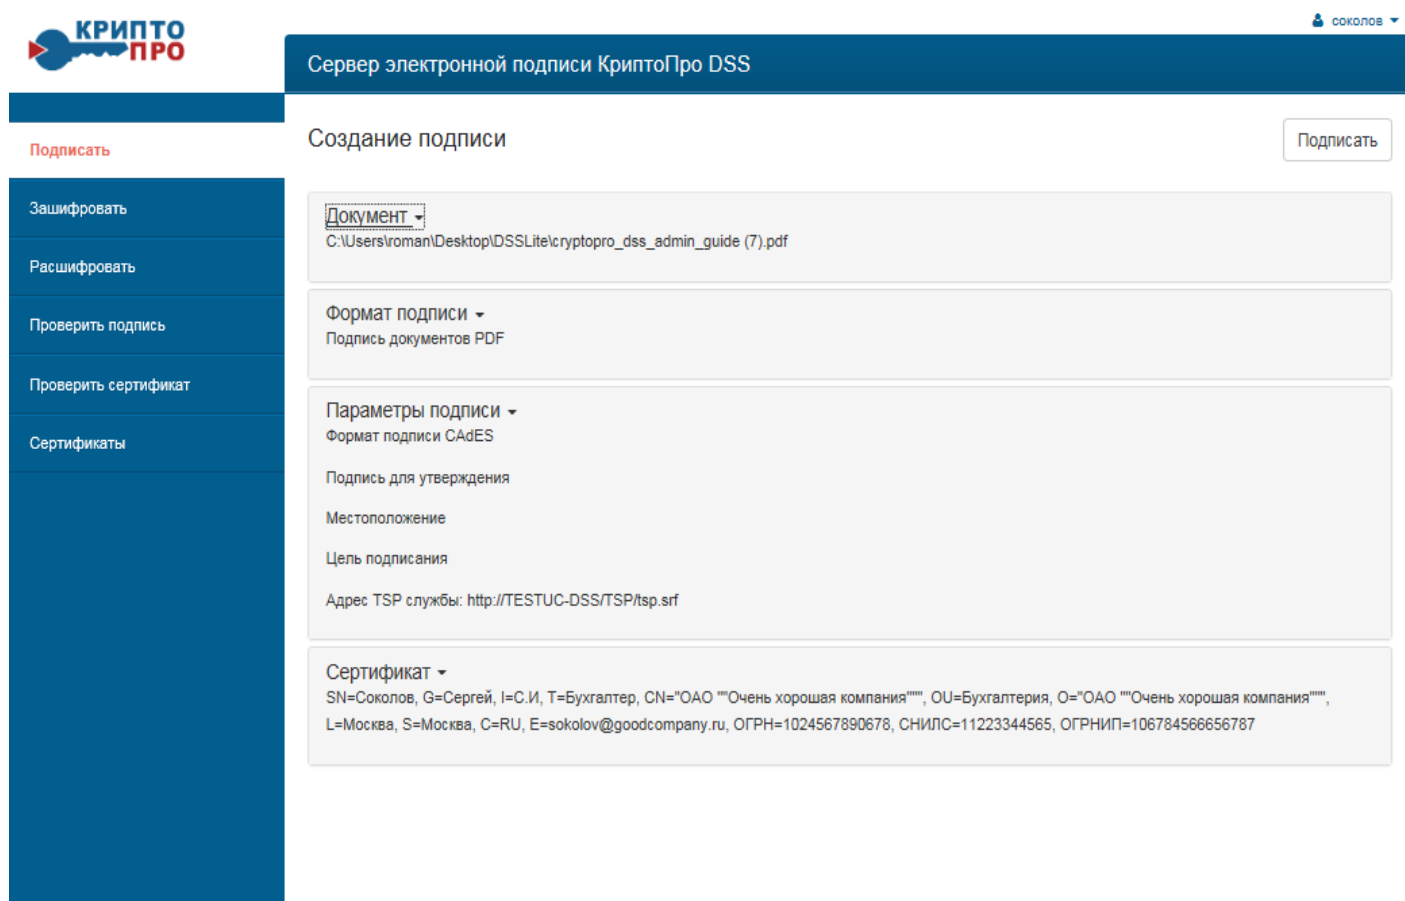 КРИПТО
ПРО
соколов
Сервер электронной подписи КриптоПро DSS
Подписать
Зашифровать
Расшифровать
Проверить подпись
Проверить сертификат
Сертификаты
Создание подписи
Подписать
Документ
C:\Users\roman\Desktop\DSSLite\cryptopro_dss_admin_guide (7).pdf
Формат подписи
Подпись документов PDF
Параметры подписи
Формат подписи CAdES
Подпись для утверждения
Местоположение
Цель подписания
Адрес TSP службы: http://TESTUC-DSS/TSP/tsp.srf
Сертификат
SN=Соколов, G=Сергей, I=С.И, T=Бухгалтер, CN="ОАО ""Очень хорошая компания""", OU=Бухгалтерия, O="ОАО ""Очень хорошая компания""",
L=Москва, S=Москва, C=RU, E=sokolov@goodcompany.ru, ОГРН=1024567890678, СНИЛС=11223344565, ОГРНИП=106784566656787